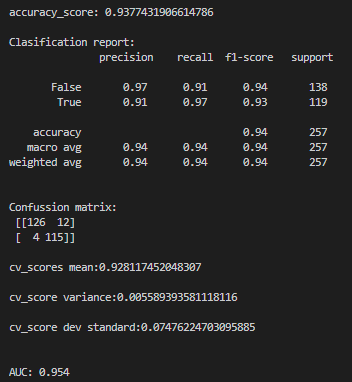 accuracy_score: 0.9377431906614786
Clasification report:
precision recall f1-score support
False 0.97 0.91 0.94 138
True 0.91 0.97 0.93 119
accuracy 0.94 257
macro avg 0.94 0.94 0.94 257
weighted avg 0.94 0.94 0.94 257
Confussion matrix:
[[126 12]
[ 4 115]]
cv_scores mean:0.928117452048307
cv_score variance:0.005589393581118116
cv_score dev standard:0.07476224703095885
AUC: 0.954